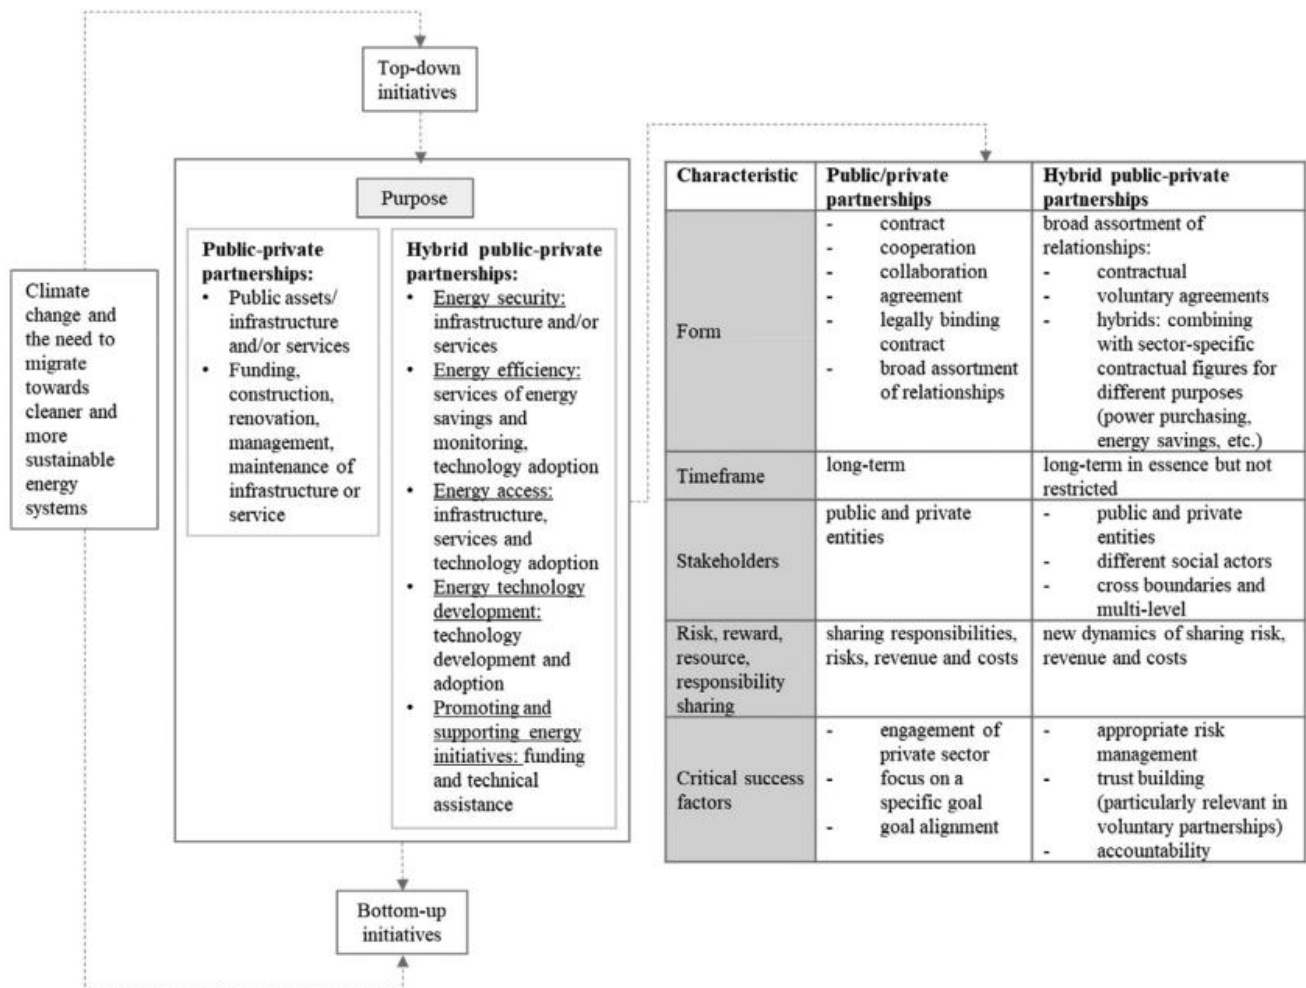 Top-down
initiatives
Climate
change and
the need to
migrate
towards
cleaner and
more
sustainable
energy
systems
Purpose
Public-private
partnerships:
• Public assets/
infrastructure
and/or services
• Funding,
construction,
renovation,
management,
maintenance of
infrastructure or
service
Hybrid public-private
partnerships:
• Energy security:
infrastructure and/or
services
• Energy efficiency:
services of energy
savings and
monitoring,
technology adoption
• Energy access:
infrastructure,
services and
technology adoption
• Energy technology
development:
technology
development and
adoption
• Promoting and
supporting energy
initiatives: funding
and technical
assistance
Bottom-up
initiatives
Characteristic
Public/private
partnerships
Hybrid public-private
partnerships
Form
- contract
- cooperation
- collaboration
- agreement
- legally binding
contract
- broad assortment
of relationships
broad assortment of
relationships:
- contractual
- voluntary agreements
- hybrids: combining
with sector-specific
contractual figures for
different purposes
(power purchasing,
energy savings, etc.)
Timeframe
long-term
long-term in essence but not
restricted
Stakeholders
public and private
entities
- public and private
entities
- different social actors
- cross boundaries and
multi-level
Risk, reward,
resource,
responsibility
sharing
sharing responsibilities,
risks, revenue and costs
new dynamics of sharing risk,
revenue and costs
Critical success
factors
- engagement of
private sector
- focus on a
specific goal
- goal alignment
- appropriate risk
management
- trust building
(particularly relevant in
voluntary partnerships)
- accountability